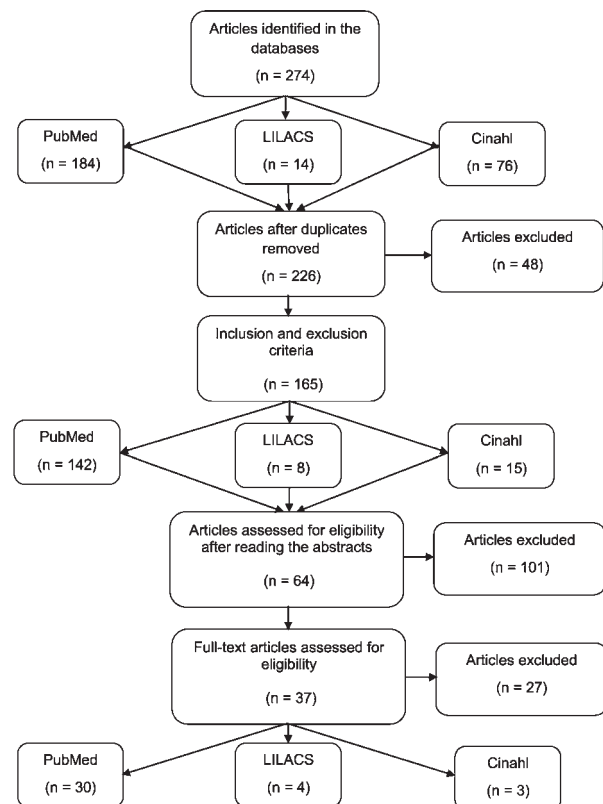 Articles identified in the
databases
(n = 274)
PubMed
(n = 184)
LILACS
(n = 14)
Cinahl
(n = 76)
Articles after duplicates
removed
(n = 226)
Articles excluded
(n = 48)
Inclusion and exclusion
criteria
(n = 165)
PubMed
(n = 142)
LILACS
(n = 8)
Cinahl
(n = 15)
Articles assessed for eligibility
after reading the abstracts
(n = 64)
Articles excluded
(n = 101)
Full-text articles assessed for
eligibility
(n = 37)
Articles excluded
(n = 27)
PubMed
(n = 30)
LILACS
(n = 4)
Cinahl
(n = 3)